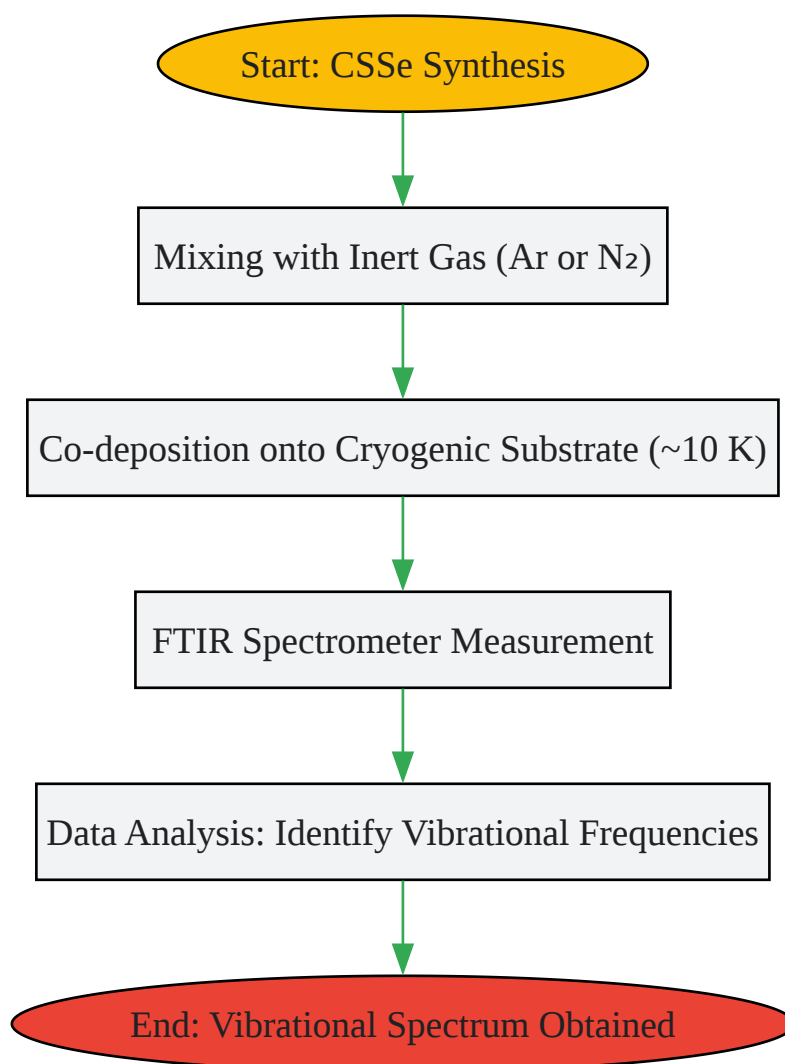 Start: CSSe Synthesis
Mixing with Inert Gas (Ar or N₂)
Co-deposition onto Cryogenic Substrate (~10 K)
FTIR Spectrometer Measurement
Data Analysis: Identify Vibrational Frequencies
End: Vibrational Spectrum Obtained